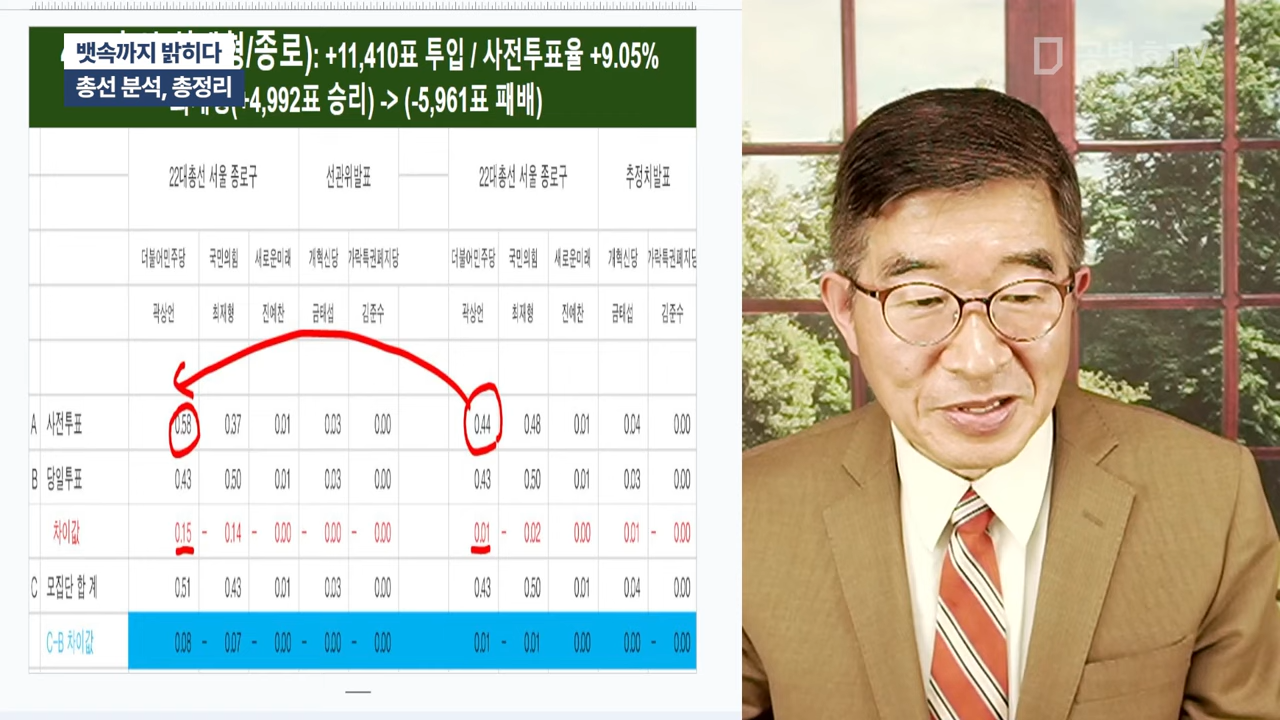 뱃속까지 밝히다
총선 분석, 총정리
형/종로): +11,410표 투입 / 사전투표율 +9.05%
+4,992표 승리) -> (-5,961표 패배)
공병호TV
22대총선 서울 종로구 선관위발표 22대총선 서울 종로구 추정치발표
더불어민주당 국민의힘 새로운미래 개혁신당 가락특권폐지당 더불어민주당 국민의힘 새로운미래 개혁신당 가락특권폐지당
곽상언 최재형 진예찬 금태섭 김준수 곽상언 최재형 진예찬 금태섭 김준수
A 사전투표 0.58 0.37 0.01 0.03 0.00 0.44 0.48 0.01 0.04 0.00
B 당일투표 0.43 0.50 0.01 0.03 0.00 0.43 0.50 0.01 0.03 0.00
차이값 0.15 - 0.14 - 0.00 - 0.00 - 0.00 0.01 - 0.02 0.00 0.01 - 0.00
C 모집단 합 계 0.51 0.43 0.01 0.03 0.00 0.43 0.50 0.01 0.04 0.00
C-B 차이값 0.08 - 0.07 - 0.00 - 0.00 - 0.00 0.01 - 0.01 0.00 0.00 - 0.00